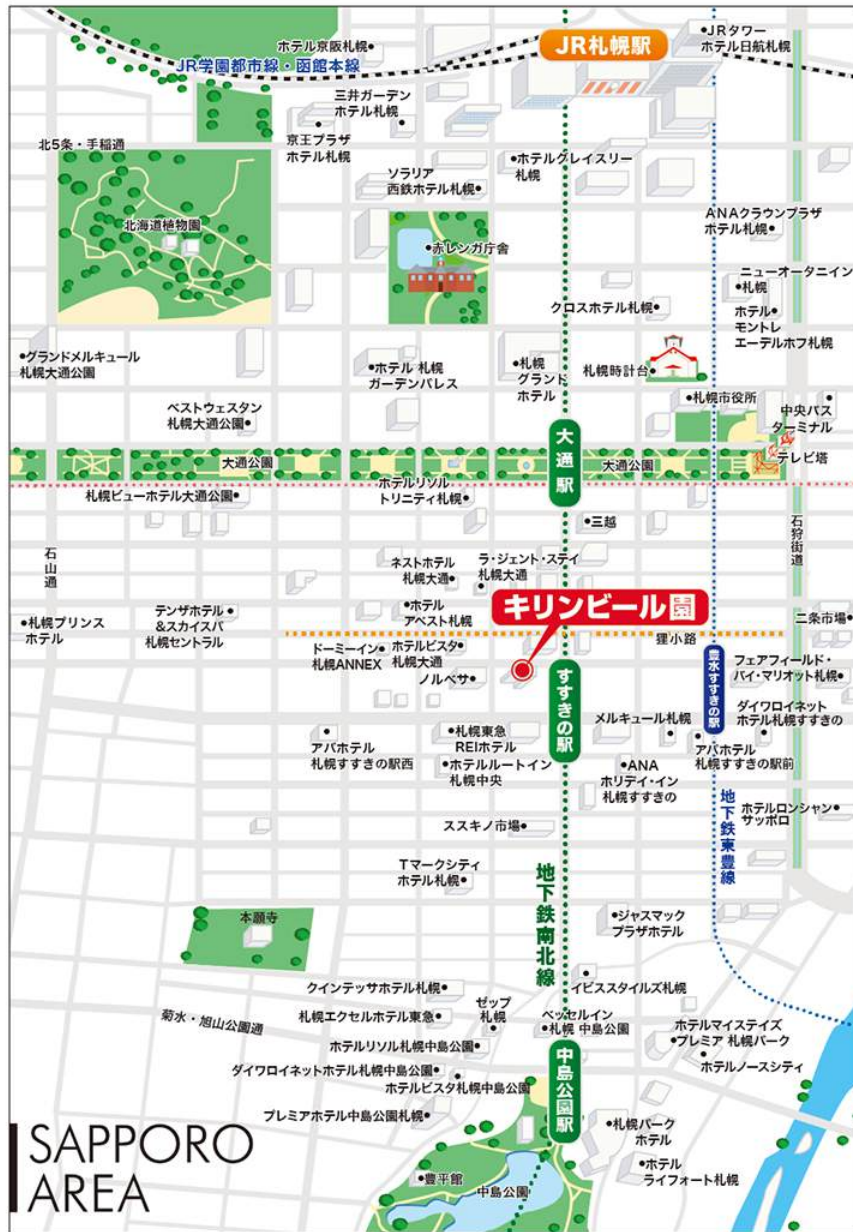 ホテル京阪札幌
JR札幌駅
JRタワー
ホテル日航札幌
JR学園都市線・函館本線
三井ガーデン
ホテル札幌
京王プラザ
ホテル札幌
北5条・手稲通
ソラリア
西鉄ホテル札幌
ホテルグレイスリー
札幌
北海道植物園
赤レンガ庁舎
ANAクラウンプラザ
ホテル札幌
ニューオータニイン
札幌
クロスホテル札幌
ホテル
モントレ
エーデルホフ札幌
グランドメルキュール
札幌大通公園
ホテル 札幌
ガーデンパレス
札幌
グランド
ホテル
札幌時計台
ベストウェスタン
札幌大通公園
札幌市役所
中央バス
ターミナル
大通駅
大通公園
大通公園
テレビ塔
札幌ビューホテル大通公園
ホテルリソル
トリニティ札幌
三越
石山通
石狩街道
ネストホテル
札幌大通
ラ・ジェント・ステイ
札幌大通
キリンビール園
札幌プリンス
ホテル
テンザホテル
&スカイスパ
札幌セントラル
ホテル
アベスト札幌
二条市場
狸小路
ドーミーイン
札幌ANNEX
ホテルビスタ
札幌大通
ノルベサ
すすきの駅
豊水すすきの駅
フェアフィールド・
バイ・マリオット札幌
ダイワロイネット
ホテル札幌すすきの
メルキュール札幌
アパホテル
札幌すすきの駅西
札幌東急
REIホテル
ホテルルートイン
札幌中央
ANA
ホリデイ・イン
札幌すすきの
アパホテル
札幌すすきの駅前
地下鉄東豊線
ホテルロンシャン
サッポロ
ススキノ市場
Tマークシティ
ホテル札幌
地下鉄南北線
本願寺
ジャスマック
プラザホテル
クインテッサホテル札幌
イビススタイルズ札幌
菊水・旭山公園通
札幌エクセルホテル東急
ゼップ
札幌
ベッセルイン
札幌 中島公園
ホテルマイステイズ
プレミア 札幌パーク
ホテルリソル札幌中島公園
ホテルノースシティ
ダイワロイネットホテル札幌中島公園
ホテルビスタ札幌中島公園
中島公園駅
プレミアホテル中島公園札幌
札幌パーク
ホテル
ホテル
ライフォート札幌
豊平館
中島公園
SAPPORO
AREA